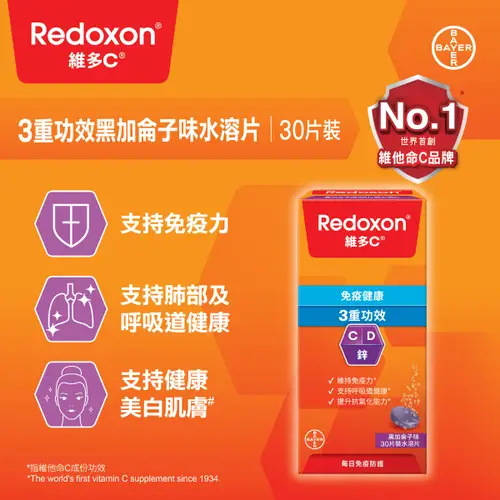 Redoxon®
維多C®
BAYER
BAYER
3重功效黑加侖子味水溶片 | 30片裝
No.1*
世界首創
維他命C品牌
支持免疫力
支持肺部及
呼吸道健康
支持健康
美白肌膚#
Redoxon®
維多C®
免疫健康
3重功效
C D
鋅
✓ 維持免疫力*
✓ 支持呼吸道健康*
✓ 提升抗氧化能力*
黑加侖子味
30片裝水溶片
BAYER
每日免疫防護
*指維他命C成份功效
*The world's first vitamin C supplement since 1934.